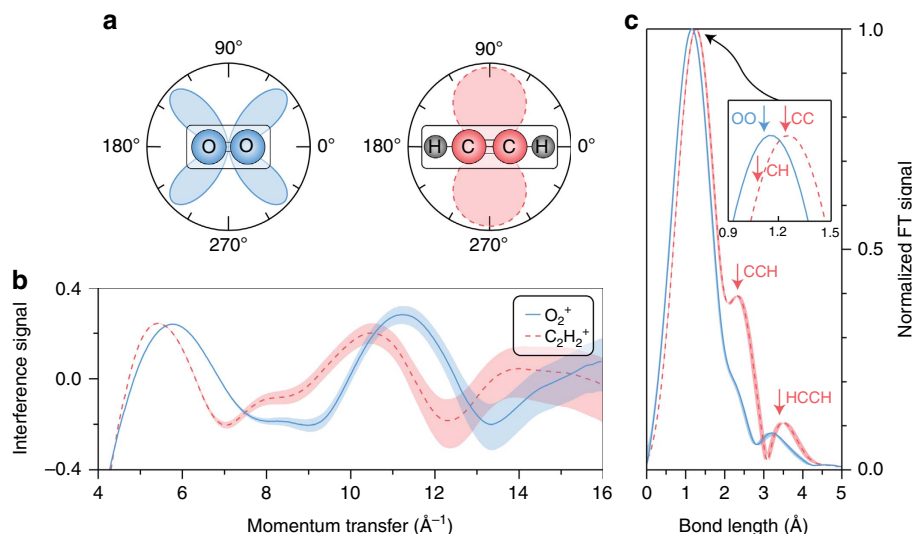 a
90°
180°
O O
0°
270°
90°
180°
H C C H
0°
270°
b
Interference signal
0.4
0.0
−0.4
O₂⁺
C₂H₂⁺
4 6 8 10 12 14 16
Momentum transfer (Å⁻¹)
c
Normalized FT signal
1.0
0.5
0.0
OO
CC
CH
0.9 1.2 1.5
CCH
HCCH
0 1 2 3 4 5
Bond length (Å)